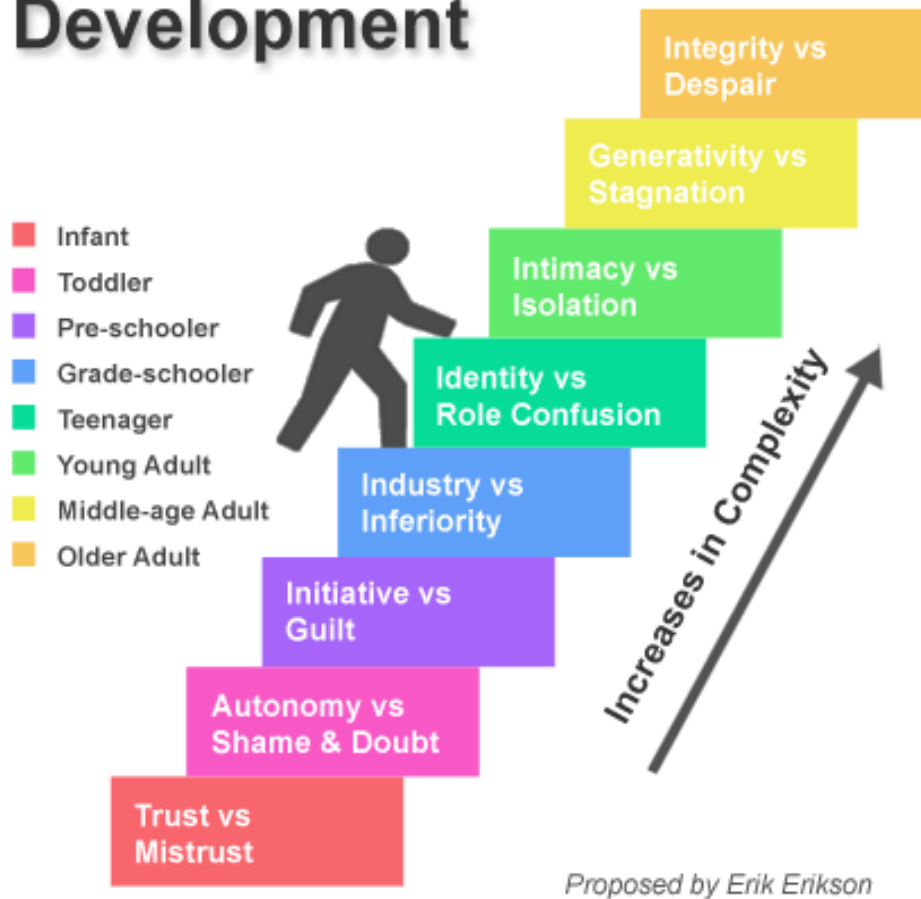 Development
Integrity vs
Despair
Generativity vs
Stagnation
Intimacy vs
Isolation
Identity vs
Role Confusion
Industry vs
Inferiority
Initiative vs
Guilt
Autonomy vs
Shame & Doubt
Trust vs
Mistrust
Infant
Toddler
Pre-schooler
Grade-schooler
Teenager
Young Adult
Middle-age Adult
Older Adult
Increases in Complexity
Proposed by Erik Erikson